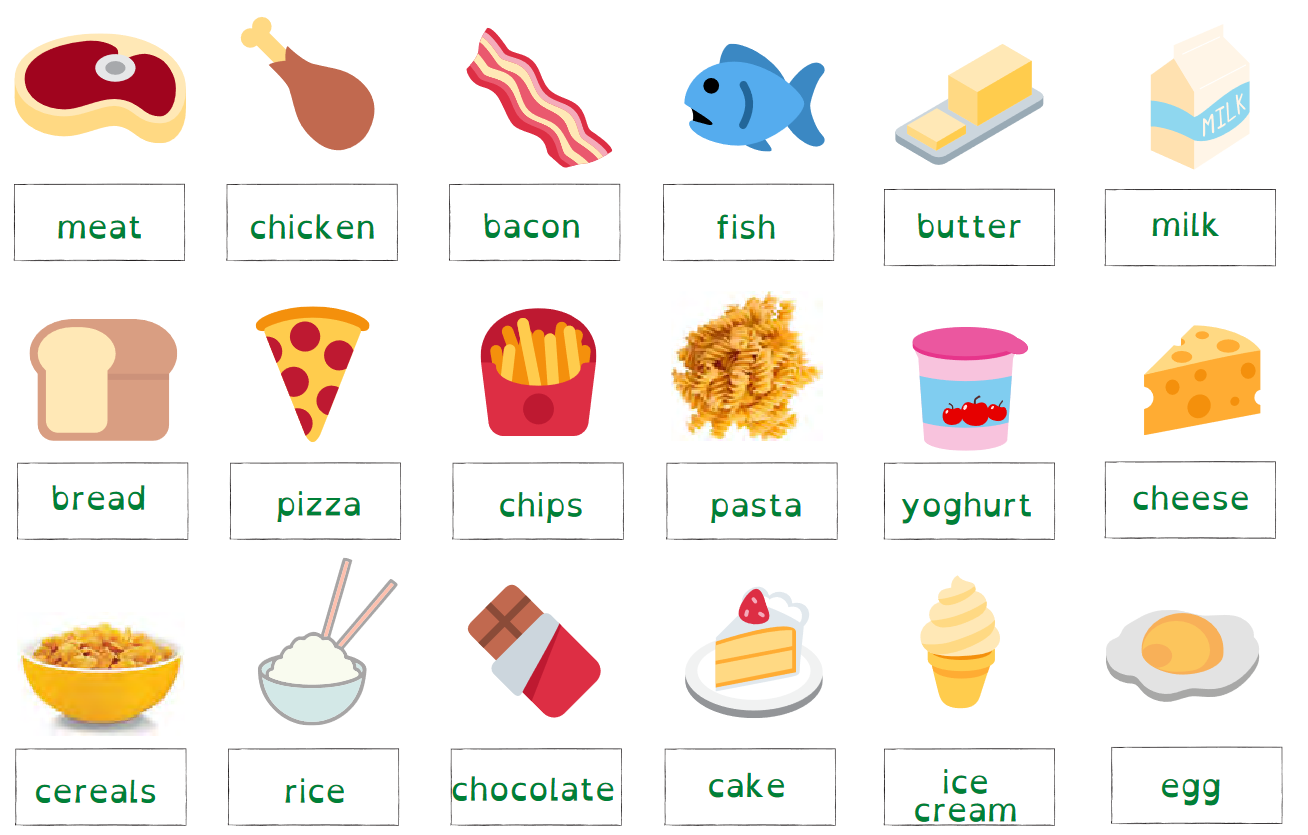 MILK
meat
chicken
bacon
fish
butter
milk
bread
pizza
chips
pasta
yoghurt
cheese
cereals
rice
chocolate
cake
ice
cream
egg